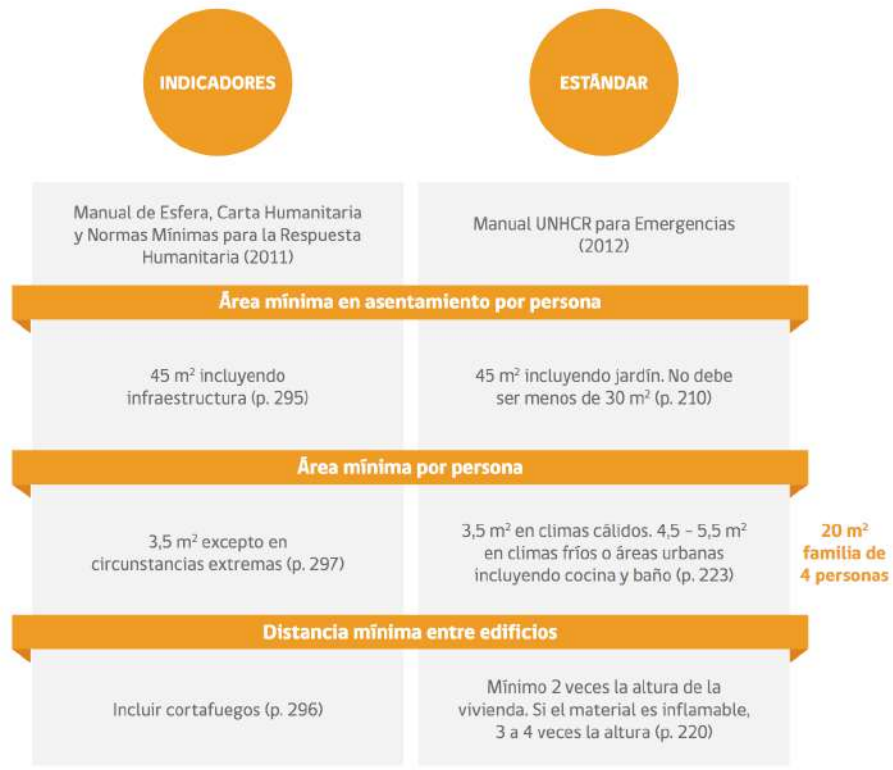 INDICADORES
ESTÁNDAR
Manual de Esfera, Carta Humanitaria
y Normas Mínimas para la Respuesta
Humanitaria (2011)
Manual UNHCR para Emergencias
(2012)
Área mínima en asentamiento por persona
45 m² incluyendo
infraestructura (p. 295)
45 m² incluyendo jardín. No debe
ser menos de 30 m² (p. 210)
Área mínima por persona
3,5 m² excepto en
circunstancias extremas (p. 297)
3,5 m² en climas cálidos. 4,5 – 5,5 m²
en climas fríos o áreas urbanas
incluyendo cocina y baño (p. 223)
20 m²
familia de
4 personas
Distancia mínima entre edificios
Incluir cortafuegos (p. 296)
Mínimo 2 veces la altura de la
vivienda. Si el material es inflamable,
3 a 4 veces la altura (p. 220)